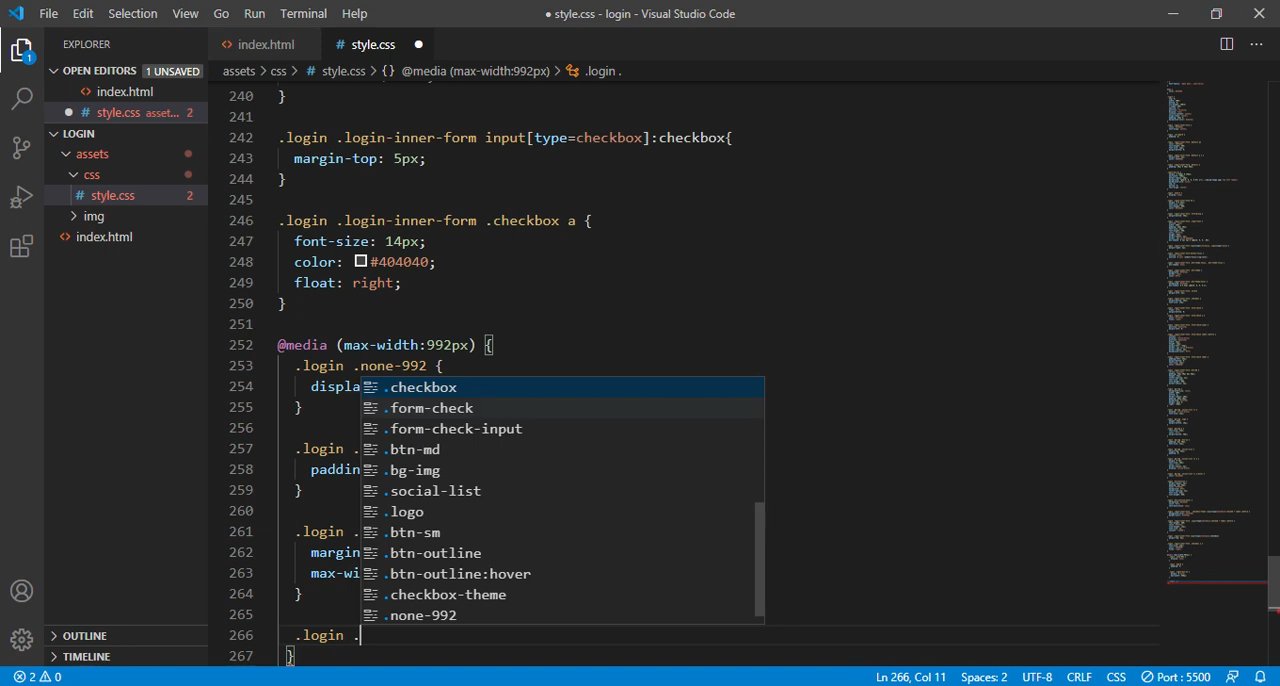 File Edit Selection View Go Run Terminal Help
● style.css - login - Visual Studio Code
EXPLORER
index.html
# style.css
OPEN EDITORS 1 UNSAVED
index.html
# style.css asset... 2
LOGIN
assets
css
# style.css 2
img
index.html
OUTLINE
TIMELINE
1
assets > css > # style.css > {} @media (max-width:992px) > .login .
240 }
241
242 .login .login-inner-form input[type=checkbox]:checkbox{
243 margin-top: 5px;
244 }
245
246 .login .login-inner-form .checkbox a {
247 font-size: 14px;
248 color: #404040;
249 float: right;
250 }
251
252 @media (max-width:992px) {
253 .login .none-992 {
254 displa
255 }
256
257 .login .
258 paddin
259 }
260
261 .login .
262 margin
263 max-wi
264 }
265
266 .login .
267 }
.checkbox
.form-check
.form-check-input
.btn-md
.bg-img
.social-list
.logo
.btn-sm
.btn-outline
.btn-outline:hover
.checkbox-theme
.none-992
2 0
Ln 266, Col 11 Spaces: 2 UTF-8 CRLF CSS Port : 5500